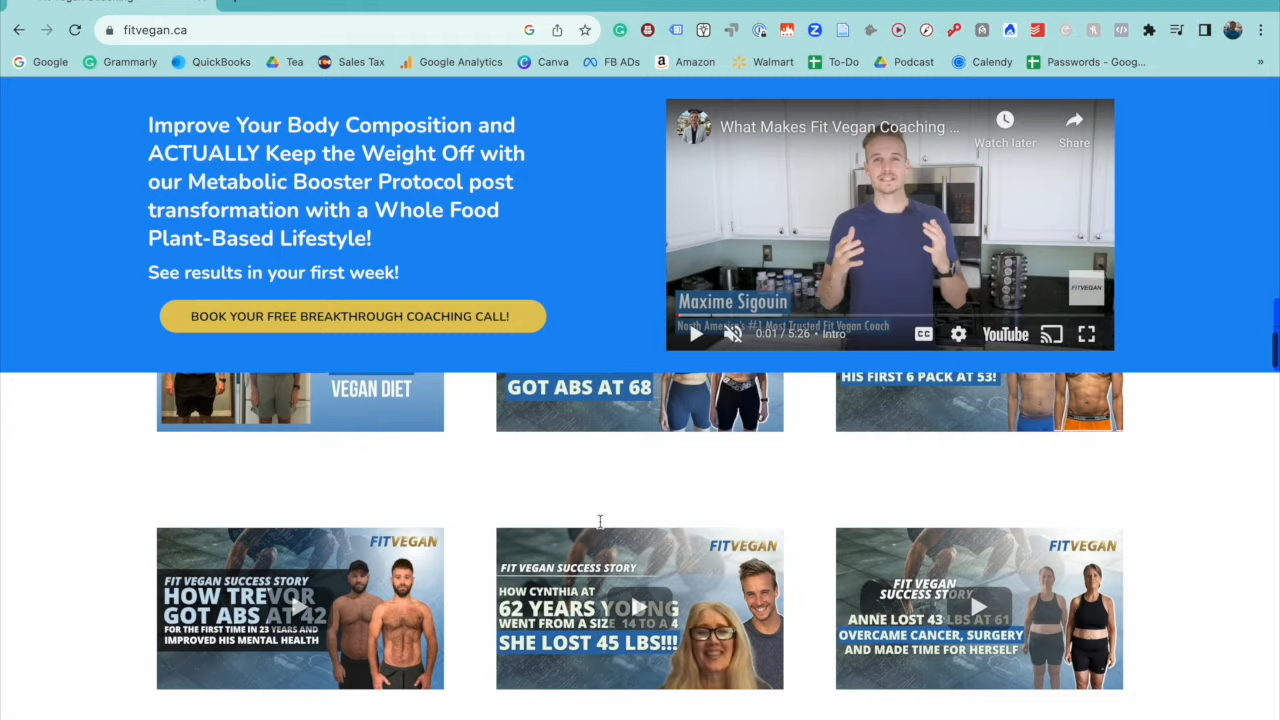 fitvegan.ca
Google
Grammarly
QuickBooks
Tea
Sales Tax
Google Analytics
Canva
FB ADs
Amazon
Walmart
To-Do
Podcast
Calendy
Passwords - Goog...
»
Improve Your Body Composition and
ACTUALLY Keep the Weight Off with
our Metabolic Booster Protocol post
transformation with a Whole Food
Plant-Based Lifestyle!
See results in your first week!
BOOK YOUR FREE BREAKTHROUGH COACHING CALL!
What Makes Fit Vegan Coaching ...
Watch later
Share
FITVEGAN
Maxime Sigouin
North America's #1 Most Trusted Fit Vegan Coach
0:01 / 5:26 • Intro
CC
YouTube
VEGAN DIET
GOT ABS AT 68
HIS FIRST 6 PACK AT 53!
FITVEGAN
FIT VEGAN SUCCESS STORY
HOW TREVOR
GOT ABS AT 42
FOR THE FIRST TIME IN 23 YEARS AND
IMPROVED HIS MENTAL HEALTH
FITVEGAN
FIT VEGAN SUCCESS STORY
HOW CYNTHIA AT
62 YEARS YOUNG
WENT FROM A SIZE 14 TO A 4
SHE LOST 45 LBS!!!
FITVEGAN
FIT VEGAN
SUCCESS STORY
ANNE LOST 43 LBS AT 61
OVERCAME CANCER, SURGERY
AND MADE TIME FOR HERSELF